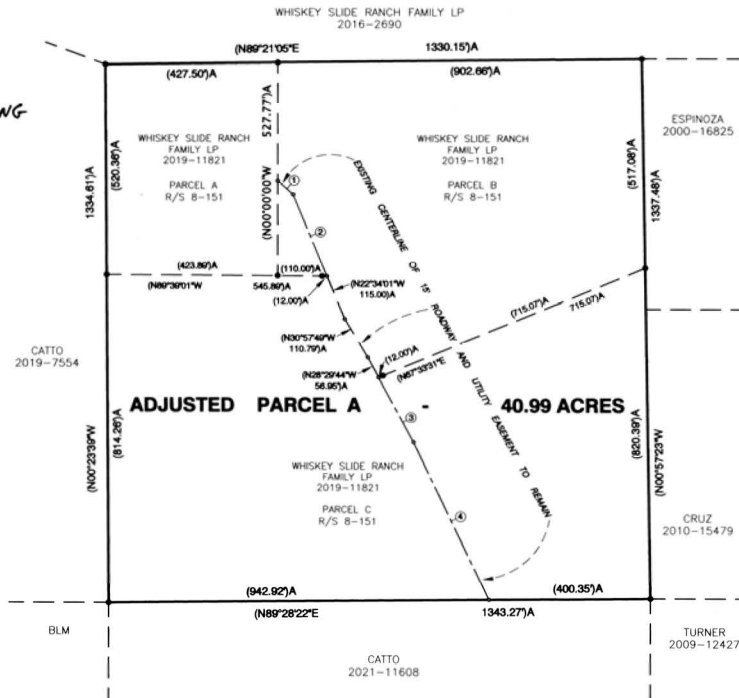 WHISKEY SLIDE RANCH FAMILY LP
2016-2690
(N89°21'05"E 1330.15')A
(427.50')A (902.66')A
NG
WHISKEY SLIDE RANCH
FAMILY LP
2019-11821
PARCEL A
R/S 8-151
527.77')A
(N00°00'00"W
WHISKEY SLIDE RANCH
FAMILY LP
2019-11821
PARCEL B
R/S 8-151
ESPINOZA
2000-16825
1334.61')A
(520.36')A
(517.08')A
1337.48')A
①
②
EXISTING CENTERLINE OF 15' ROADWAY AND UTILITY EASEMENT TO REMAIN
(423.89')A
(110.00')A
(N89°39'01"W 545.89')A
(12.00')A
(N22°34'01"W
115.00')A
(715.07')A
715.07')A
(N30°57'49"W
110.79')A
(12.00')A
(N67°33'31"E
(N28°29'44"W
56.95')A
CATTO
2019-7554
ADJUSTED PARCEL A - 40.99 ACRES
③
(N00°23'39"W
(814.26')A
(820.39')A
(N00°57'23"W
WHISKEY SLIDE RANCH
FAMILY LP
2019-11821
PARCEL C
R/S 8-151
④
CRUZ
2010-15479
(942.92')A (400.35')A
(N89°28'22"E 1343.27')A
BLM
TURNER
2009-12427
CATTO
2021-11608